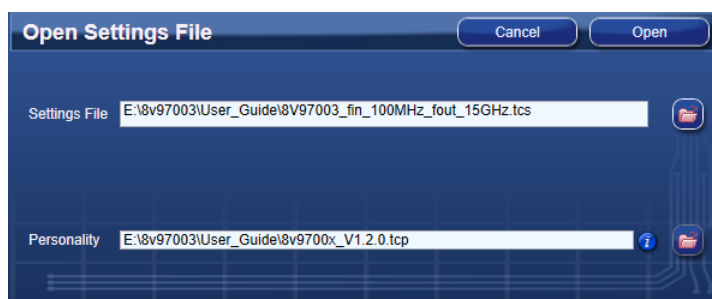 Open Settings File Cancel Open
Settings File E:\8v97003\User_Guide\8V97003_fin_100MHz_fout_15GHz.tcs
Personality E:\8v97003\User_Guide\8v9700x_V1.2.0.tcp i